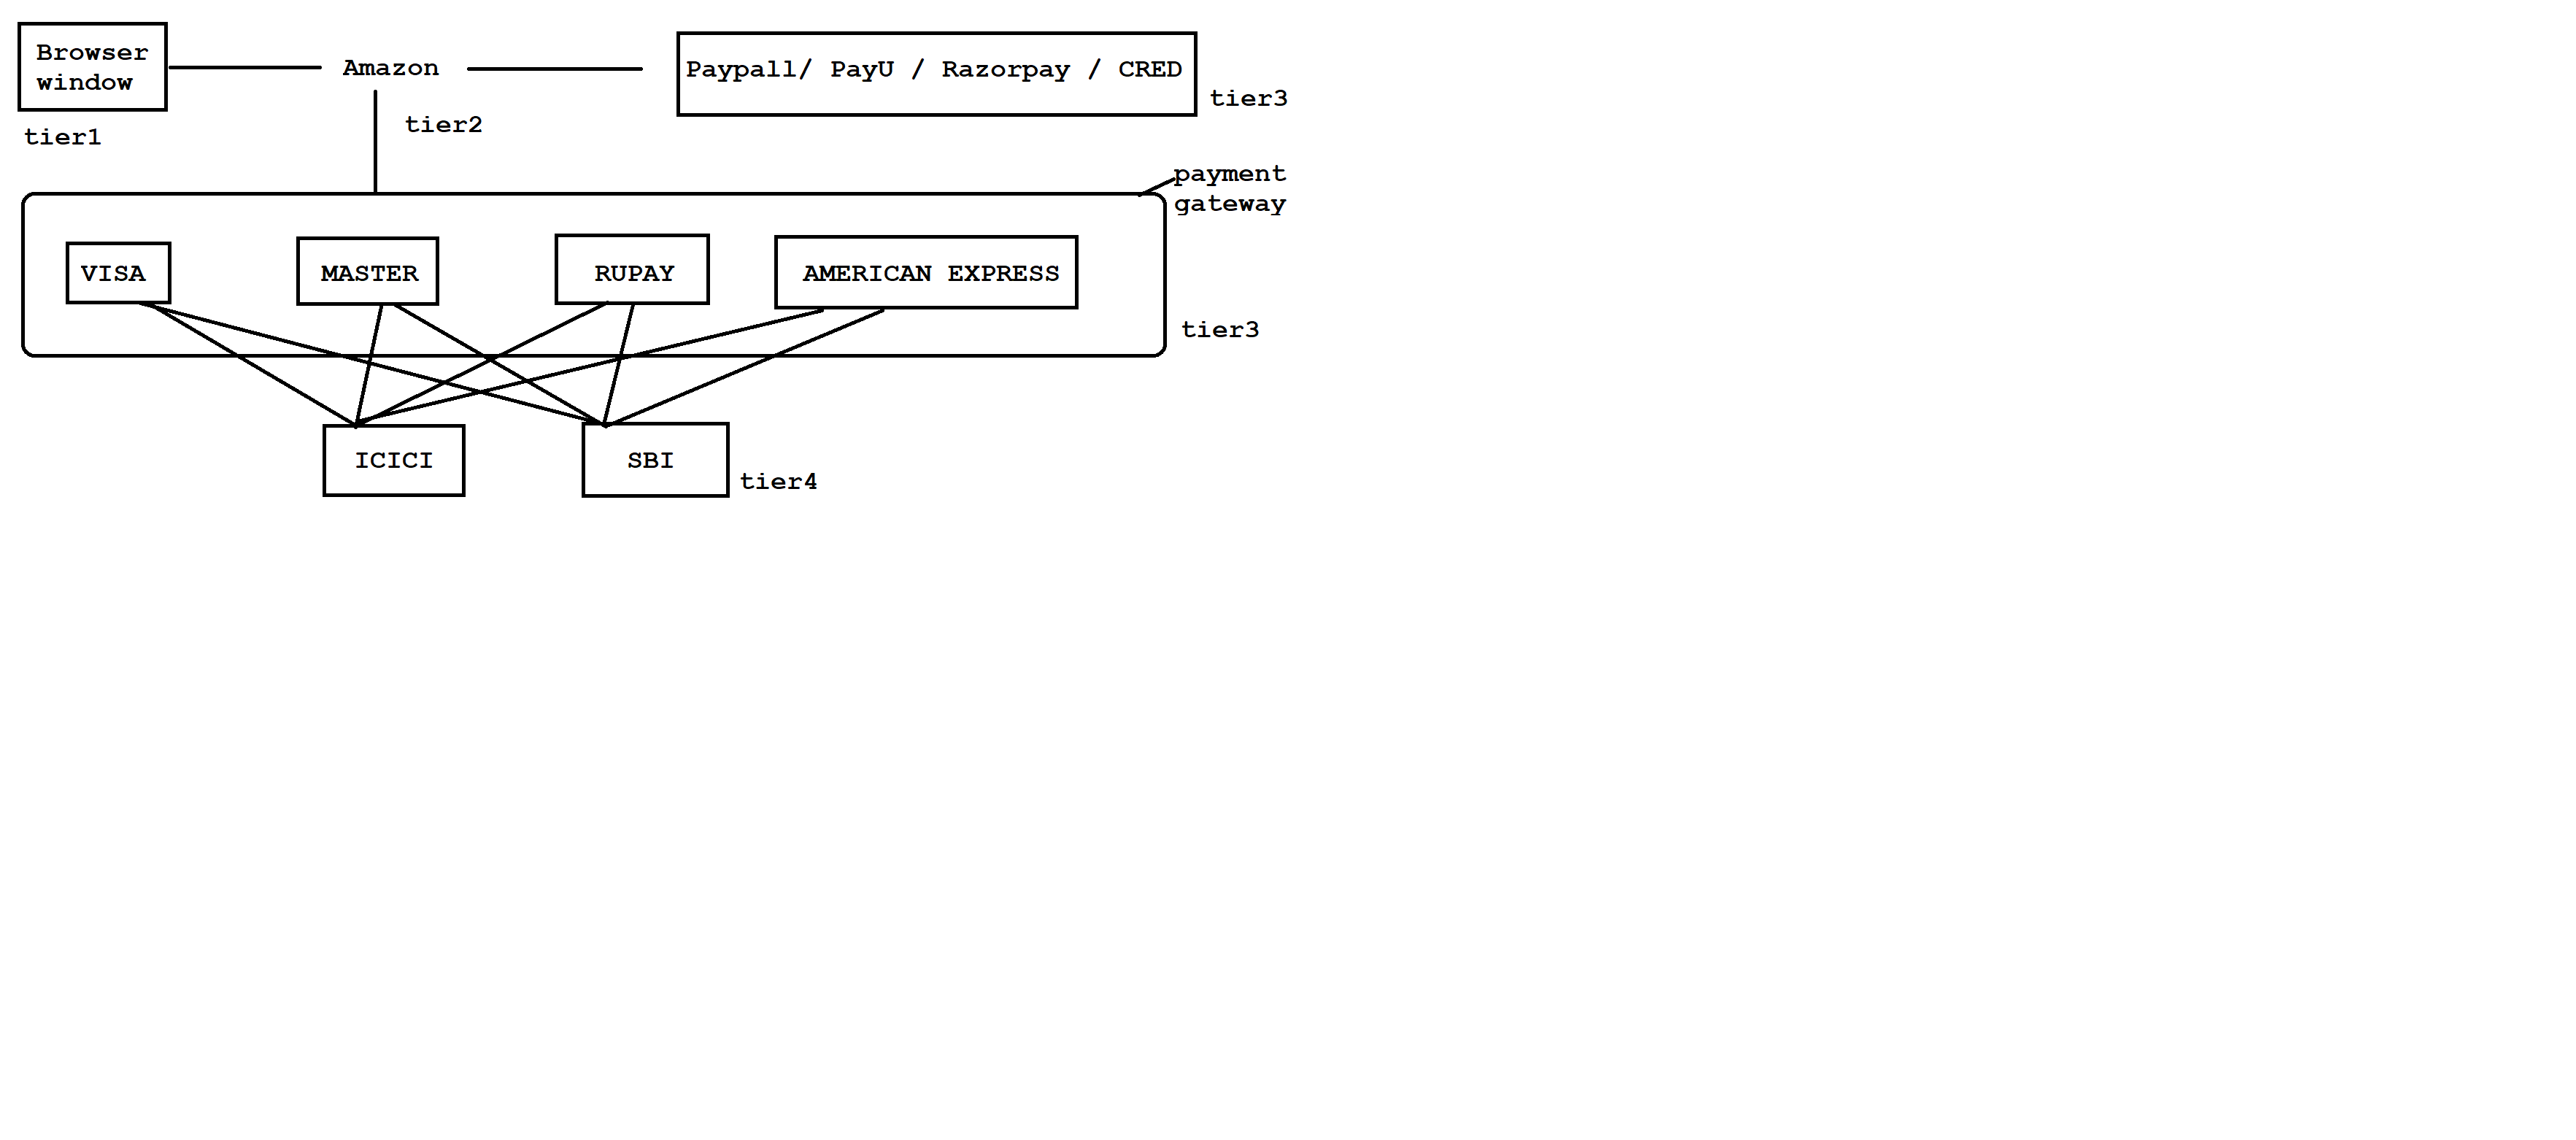 Browser
window
Amazon
Paypall/ PayU / Razorpay / CRED
tier3
tier2
tier1
payment
gateway
VISA
MASTER
RUPAY
AMERICAN EXPRESS
tier3
ICICI
SBI
tier4